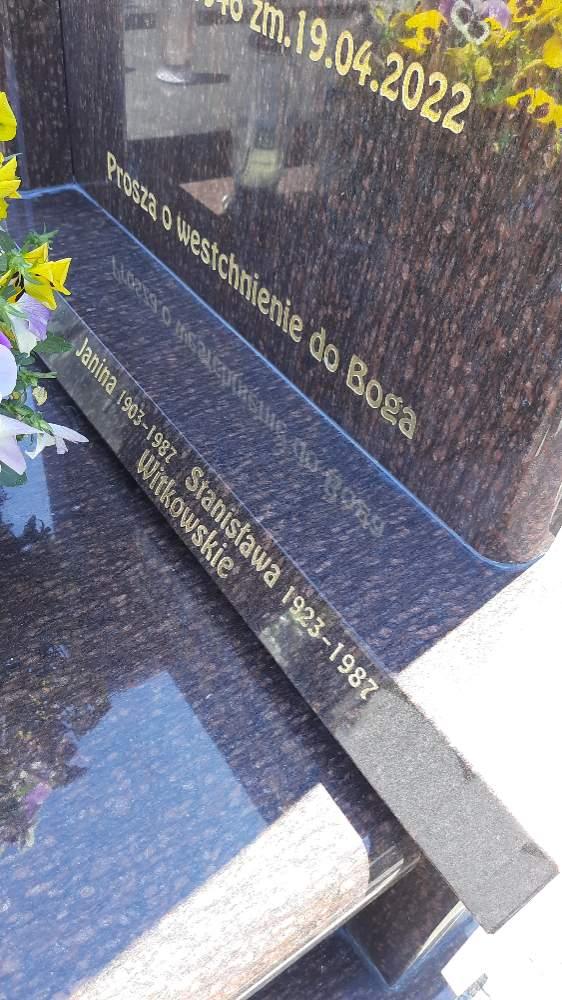 zm.19.04.2022
Prosza o westchnienie do Boga
Janina 1903-1987 Stanisława 1923-1987
Witkowskie